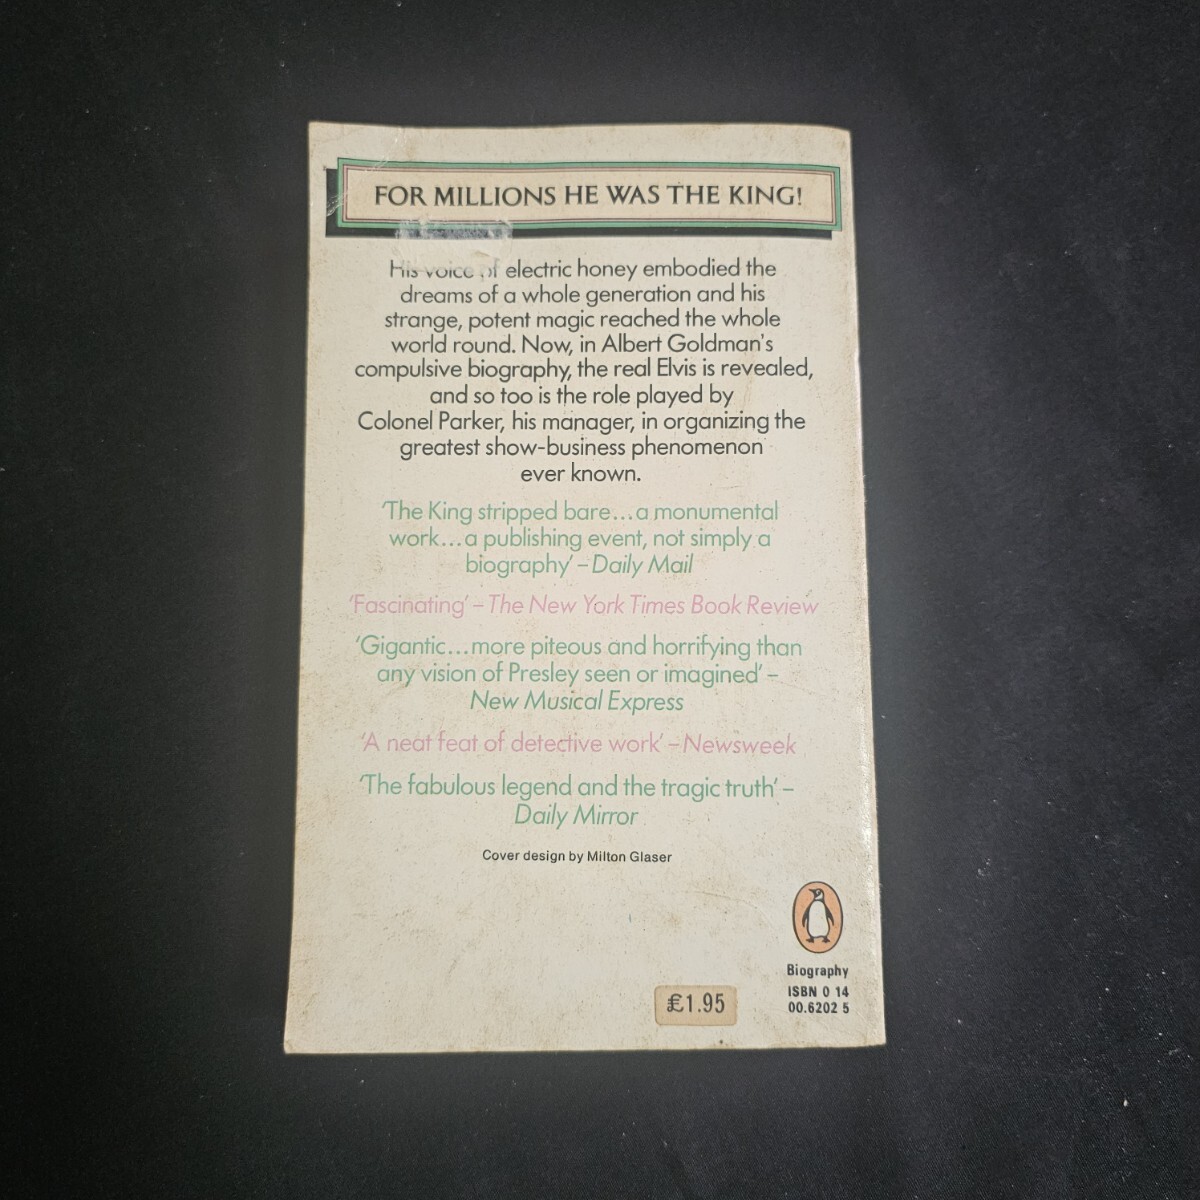 FOR MILLIONS HE WAS THE KING!
His voice of electric honey embodied the
dreams of a whole generation and his
strange, potent magic reached the whole
world round. Now, in Albert Goldman's
compulsive biography, the real Elvis is revealed,
and so too is the role played by
Colonel Parker, his manager, in organizing the
greatest show-business phenomenon
ever known.
'The King stripped bare...a monumental
work...a publishing event, not simply a
biography' – Daily Mail
'Fascinating' – The New York Times Book Review
'Gigantic...more piteous and horrifying than
any vision of Presley seen or imagined' –
New Musical Express
'A neat feat of detective work' – Newsweek
'The fabulous legend and the tragic truth' –
Daily Mirror
Cover design by Milton Glaser
Biography
ISBN 0 14
00.6202 5
£1.95